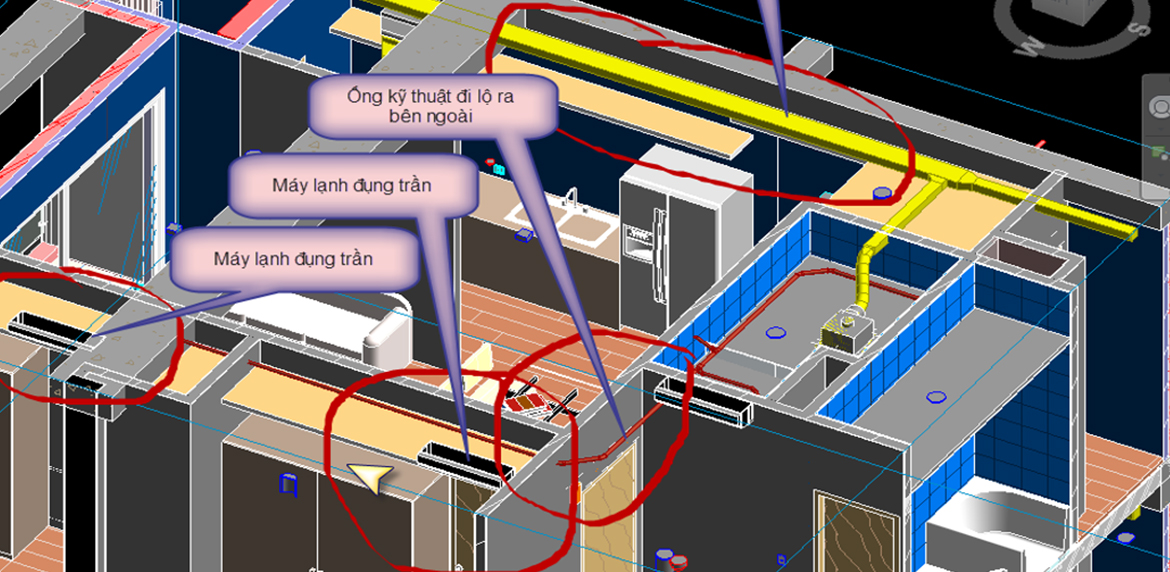 Ống kỹ thuật đi lộ ra
bên ngoài
Máy lạnh đụng trần
Máy lạnh đụng trần
W
S